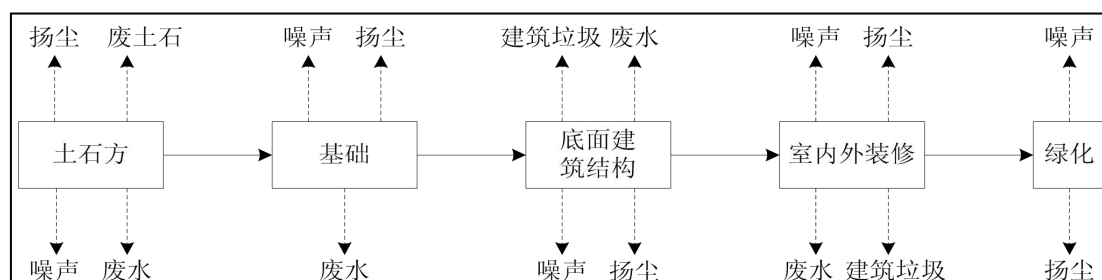 扬尘 废土石 噪声 扬尘 建筑垃圾 废水 噪声 扬尘 噪声
土石方 基础 底面建筑结构 室内外装修 绿化
噪声 废水 废水 噪声 扬尘 废水 建筑垃圾 扬尘